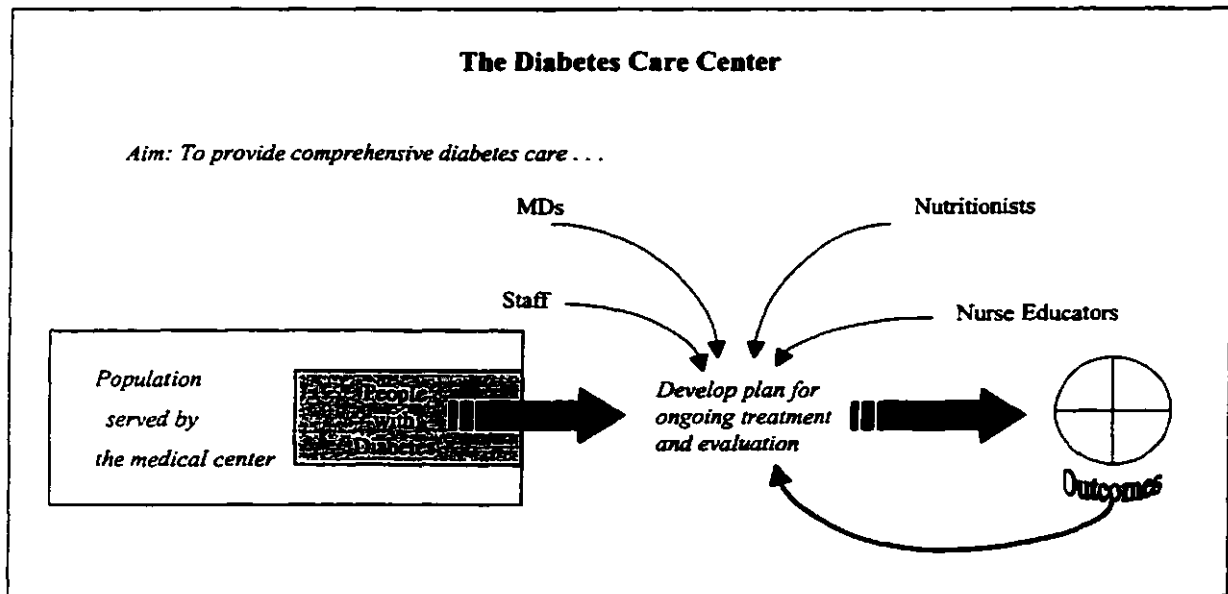 The Diabetes Care Center
Aim: To provide comprehensive diabetes care . . .
MDs
Nutritionists
Staff
Nurse Educators
Population
served by
the medical center
People
with
Diabetes
Develop plan for
ongoing treatment
and evaluation
Outcomes